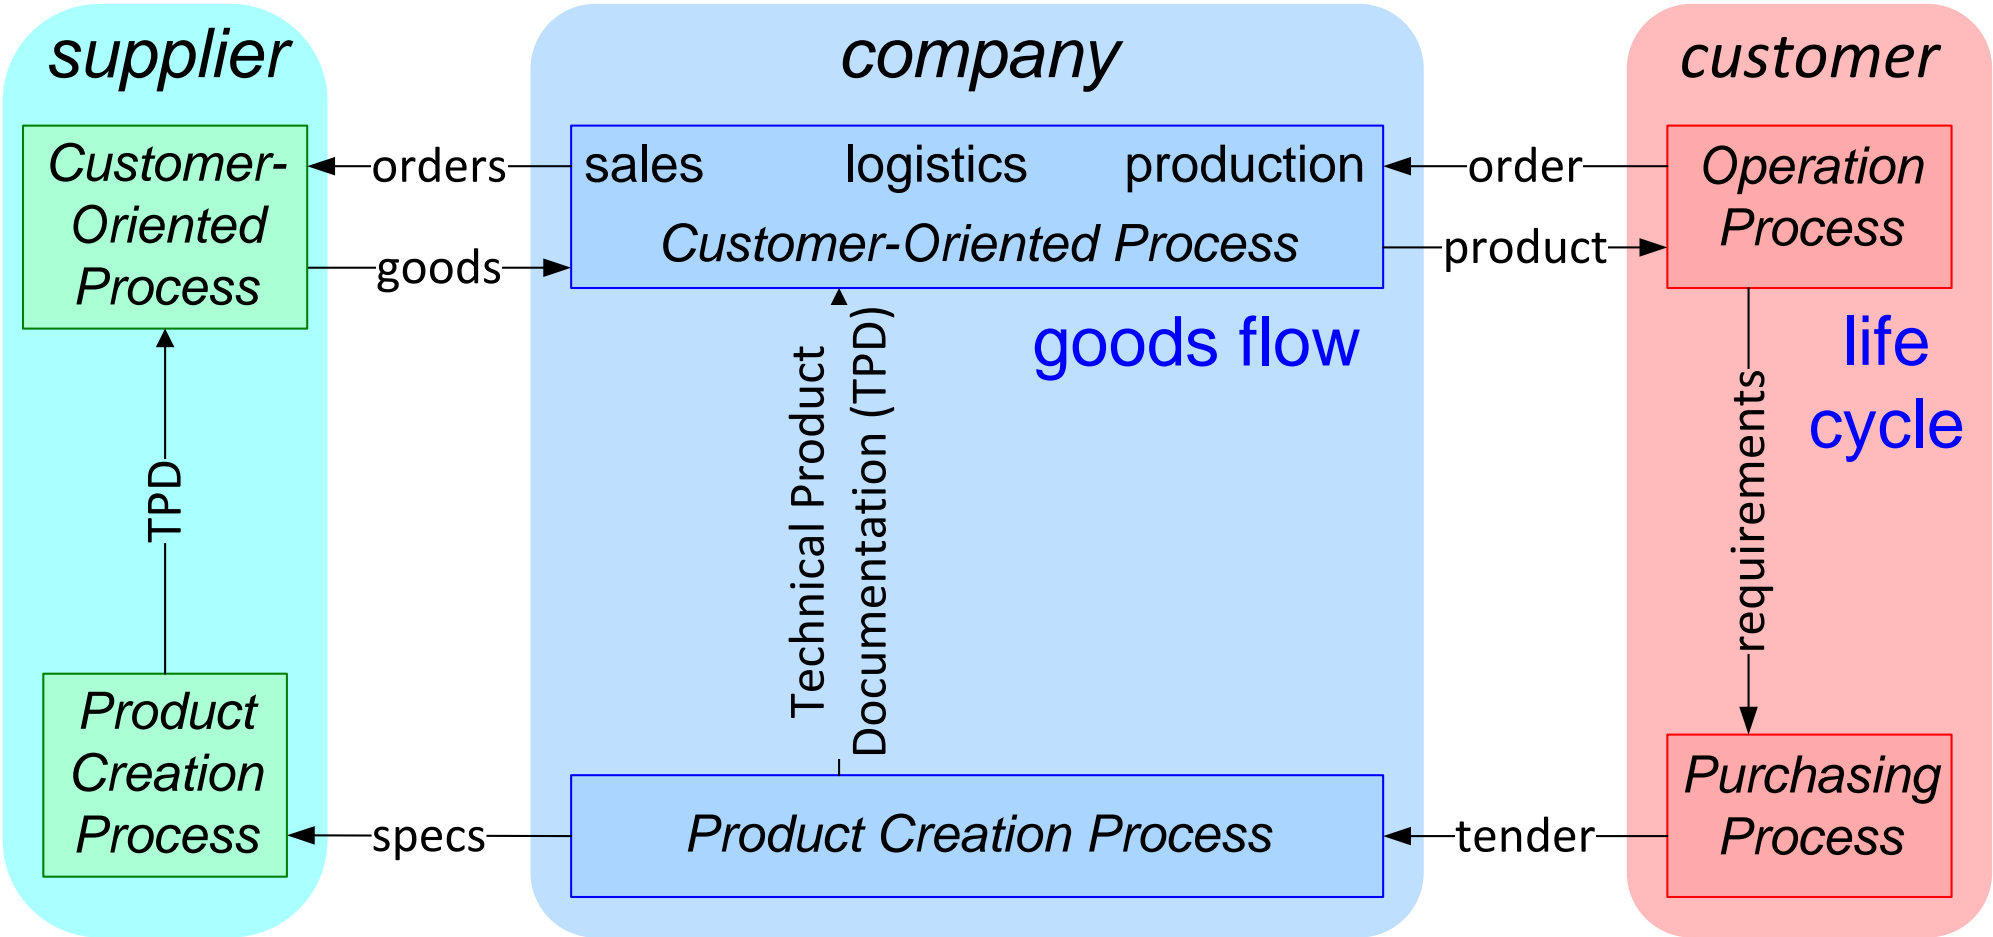 supplier
company
customer
Customer-
Oriented
Process
orders
goods
sales logistics production
Customer-Oriented Process
order
product
Operation
Process
goods flow
life
cycle
TPD
Technical Product
Documentation (TPD)
requirements
Product
Creation
Process
specs
Product Creation Process
tender
Purchasing
Process